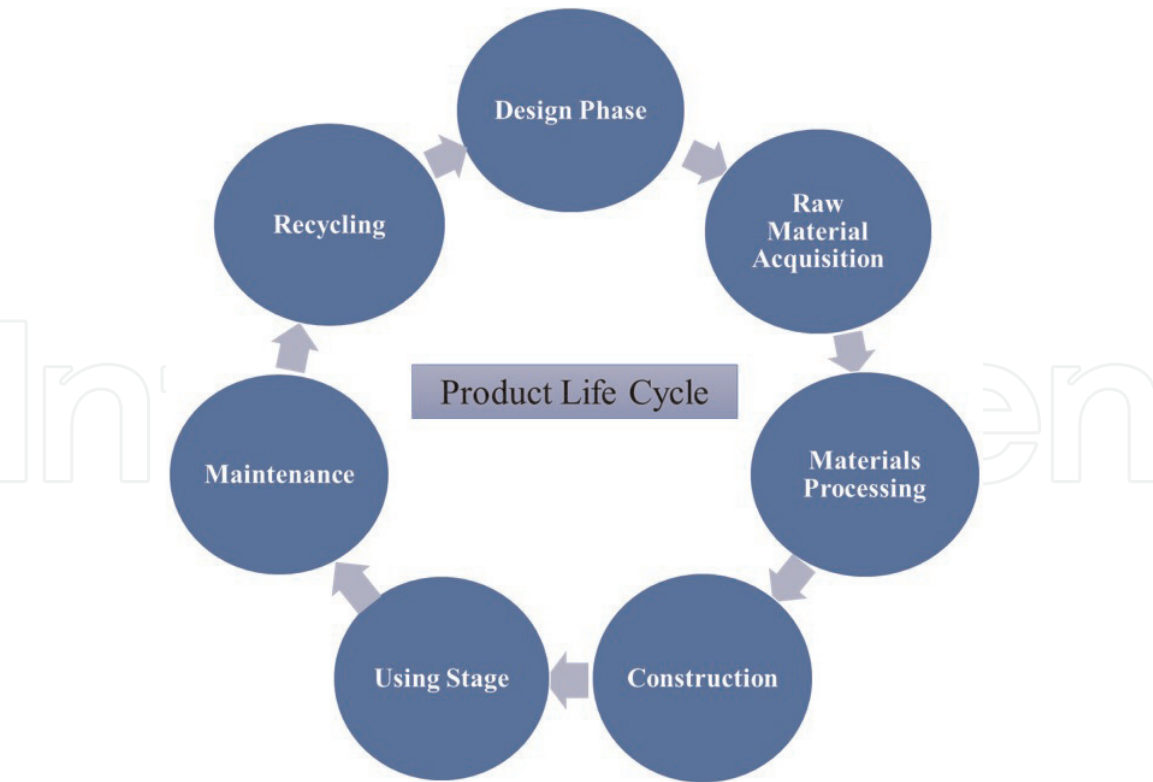 Design Phase
Raw
Material
Acquisition
Materials
Processing
Construction
Using Stage
Maintenance
Recycling
Product Life Cycle